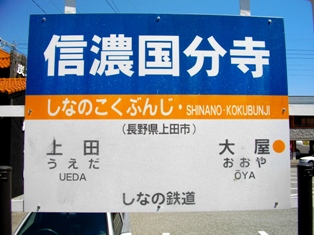 信濃国分寺
しなのこくぶんじ・SHINANO-KOKUBUNJI
(長野県上田市)
上田 大屋
うえだ おおや
UEDA ŌYA
しなの鉄道